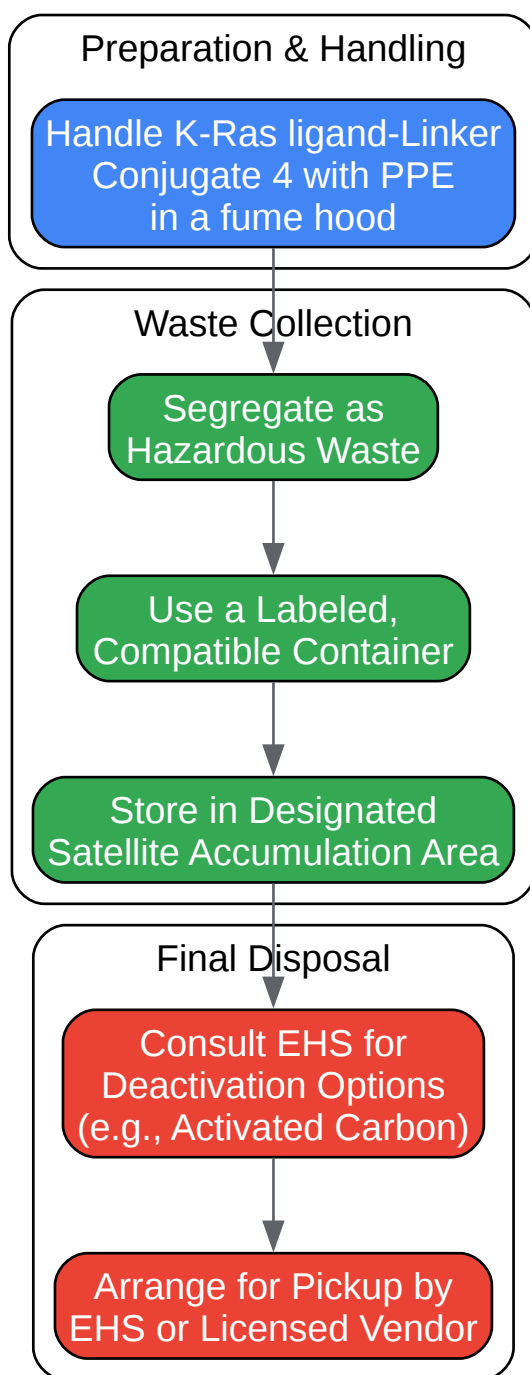 Preparation & Handling
Handle K-Ras ligand-Linker
Conjugate 4 with PPE
in a fume hood
Waste Collection
Segregate as
Hazardous Waste
Use a Labeled,
Compatible Container
Store in Designated
Satellite Accumulation Area
Final Disposal
Consult EHS for
Deactivation Options
(e.g., Activated Carbon)
Arrange for Pickup by
EHS or Licensed Vendor